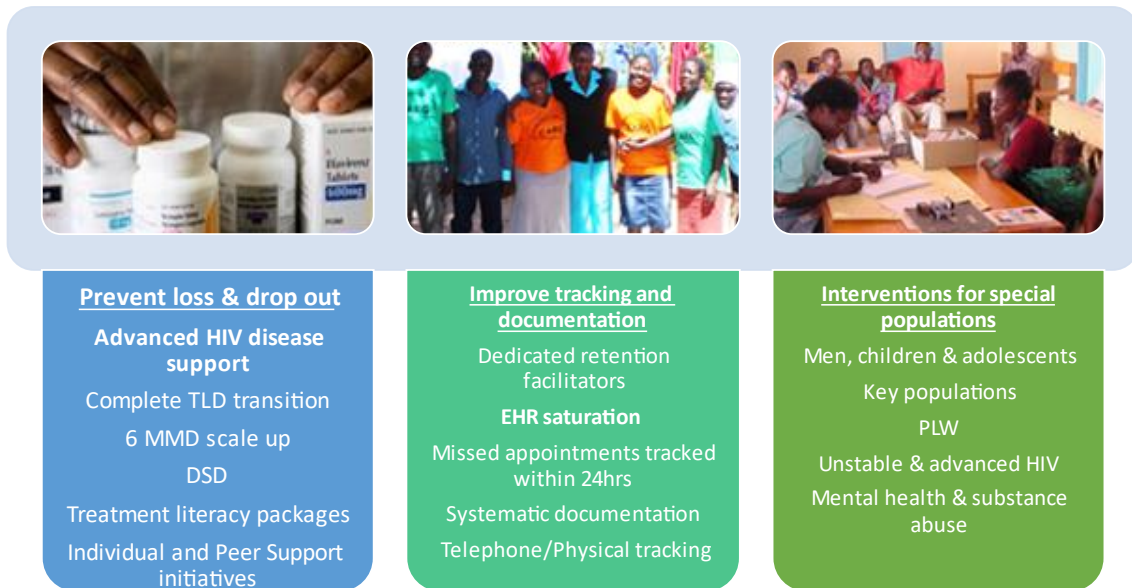 Tablets
600mg
CARG
Prevent loss & drop out
Advanced HIV disease
support
Complete TLD transition
6 MMD scale up
DSD
Treatment literacy packages
Individual and Peer Support
initiatives
Improve tracking and
documentation
Dedicated retention
facilitators
EHR saturation
Missed appointments tracked
within 24hrs
Systematic documentation
Telephone/Physical tracking
Interventions for special
populations
Men, children & adolescents
Key populations
PLW
Unstable & advanced HIV
Mental health & substance
abuse